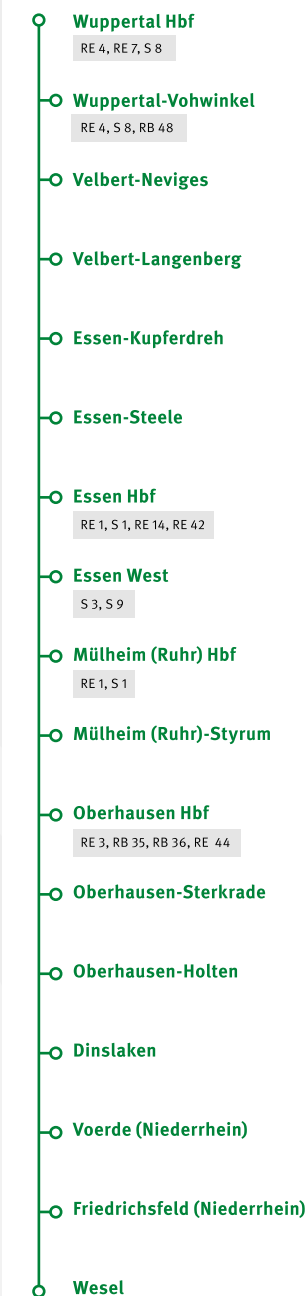 Wuppertal Hbf
RE 4, RE 7, S 8
Wuppertal-Vohwinkel
RE 4, S 8, RB 48
Velbert-Neviges
Velbert-Langenberg
Essen-Kupferdreh
Essen-Steele
Essen Hbf
RE 1, S 1, RE 14, RE 42
Essen West
S 3, S 9
Mülheim (Ruhr) Hbf
RE 1, S 1
Mülheim (Ruhr)-Styrum
Oberhausen Hbf
RE 3, RB 35, RB 36, RE 44
Oberhausen-Sterkrade
Oberhausen-Holten
Dinslaken
Voerde (Niederrhein)
Friedrichsfeld (Niederrhein)
Wesel